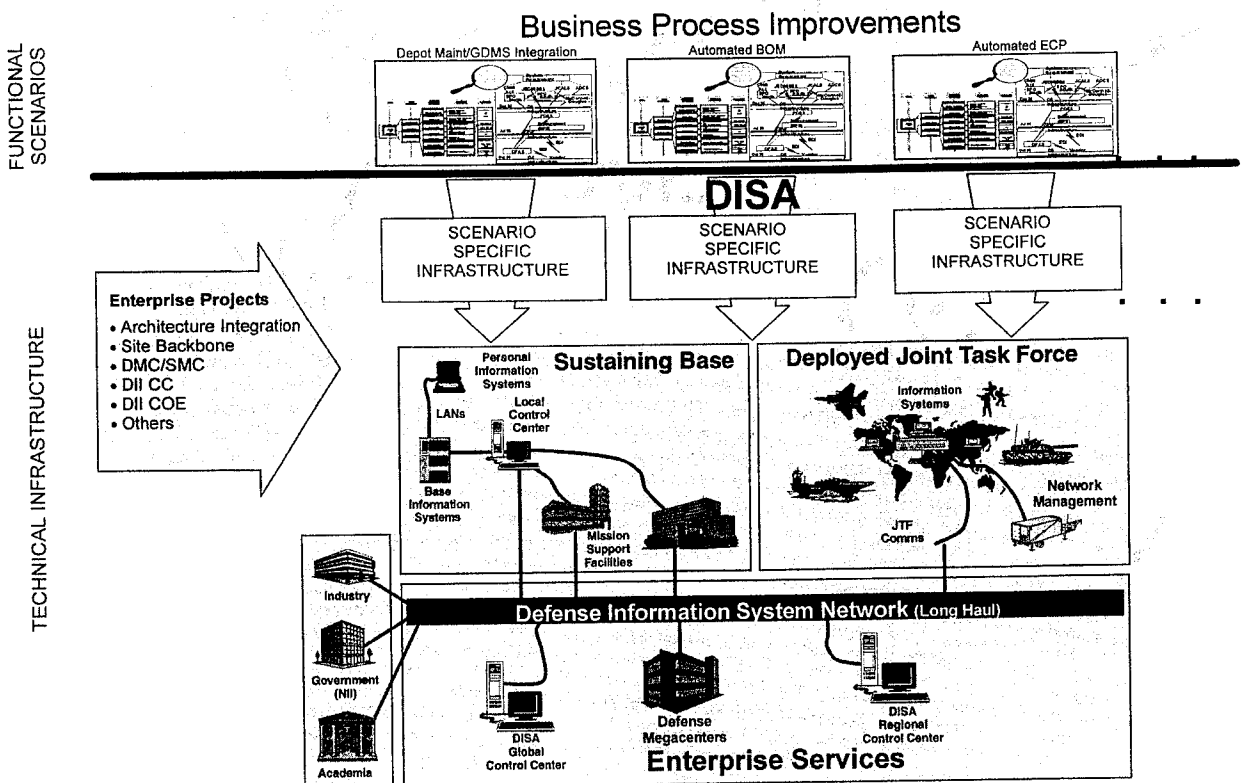 Business Process Improvements
FUNCTIONAL
SCENARIOS
Depot Maint/GDMS Integration
Automated BOM
Automated ECP
DISA
SCENARIO
SPECIFIC
INFRASTRUCTURE
SCENARIO
SPECIFIC
INFRASTRUCTURE
SCENARIO
SPECIFIC
INFRASTRUCTURE
. . .
TECHNICAL INFRASTRUCTURE
Enterprise Projects
• Architecture Integration
• Site Backbone
• DMC/SMC
• DII CC
• DII COE
• Others
Sustaining Base
Personal
Information
Systems
LANs
Local
Control
Center
Base
Information
Systems
Mission
Support
Facilities
Deployed Joint Task Force
Information
Systems
Network
Management
JTF
Comms
Industry
Government
(NII)
Academia
Defense Information System Network (Long Haul)
DISA
Global
Control Center
Defense
Megacenters
DISA
Regional
Control Center
Enterprise Services